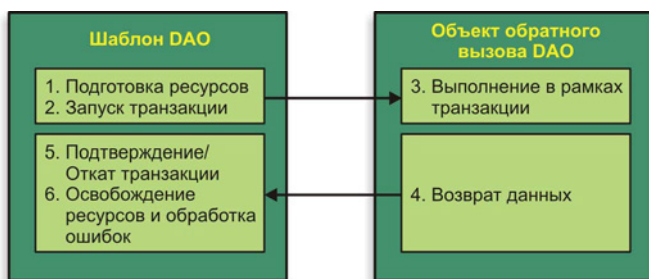 Шаблон DAO
1. Подготовка ресурсов
2. Запуск транзакции
5. Подтверждение/
Откат транзакции
6. Освобождение
ресурсов и обработка
ошибок
Объект обратного
вызова DAO
3. Выполнение в рамках
транзакции
4. Возврат данных